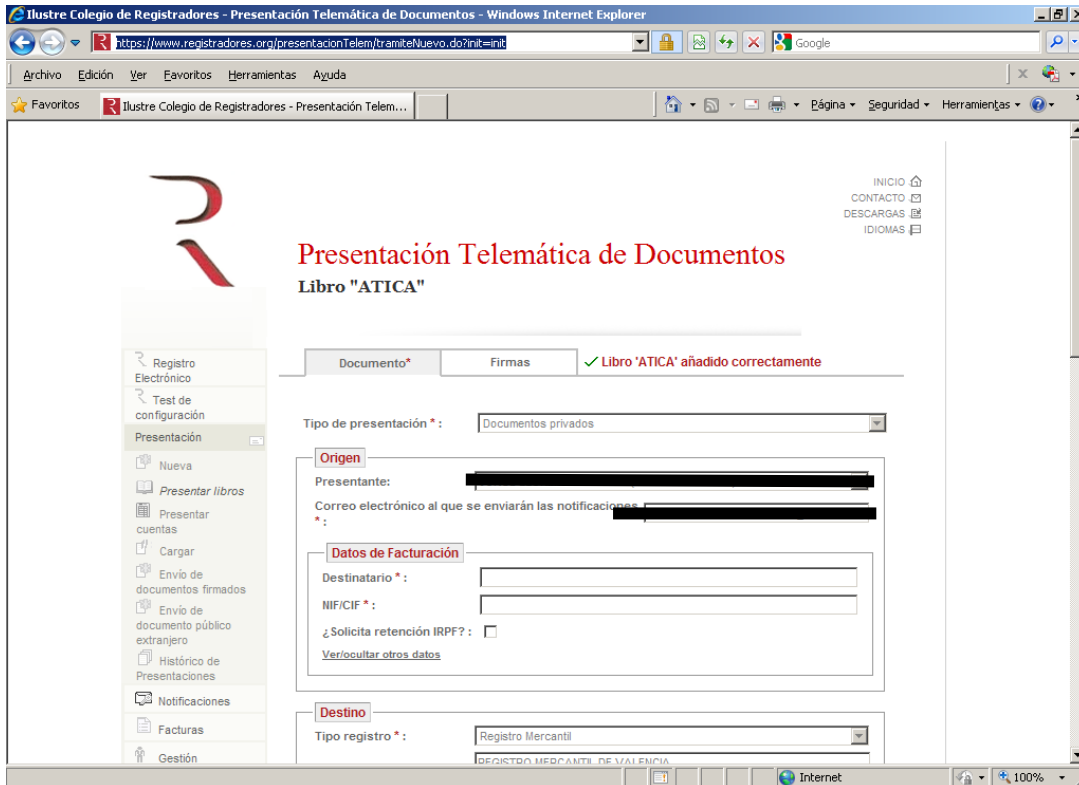 Ilustre Colegio de Registradores - Presentación Telemática de Documentos - Windows Internet Explorer
https://www.registradores.org/presentacionTelem/tramiteNuevo.do?init=init
Google
Archivo Edición Ver Favoritos Herramientas Ayuda
Favoritos Ilustre Colegio de Registradores - Presentación Telem... Página Seguridad Herramientas
INICIO
CONTACTO
DESCARGAS
IDIOMAS
Presentación Telemática de Documentos
Libro "ATICA"
Registro
Electrónico
Test de
configuración
Presentación
Nueva
Presentar libros
Presentar
cuentas
Cargar
Envío de
documentos firmados
Envío de
documento público
extranjero
Histórico de
Presentaciones
Notificaciones
Facturas
Gestión
Documento* Firmas Libro 'ATICA' añadido correctamente
Tipo de presentación * : Documentos privados
Origen
Presentante:
Correo electrónico al que se enviarán las notificaciones
* :
Datos de Facturación
Destinatario * :
NIF/CIF * :
¿Solicita retención IRPF? :
Ver/ocultar otros datos
Destino
Tipo registro * : Registro Mercantil
REGISTRO MERCANTIL DE VALENCIA
Internet 100%